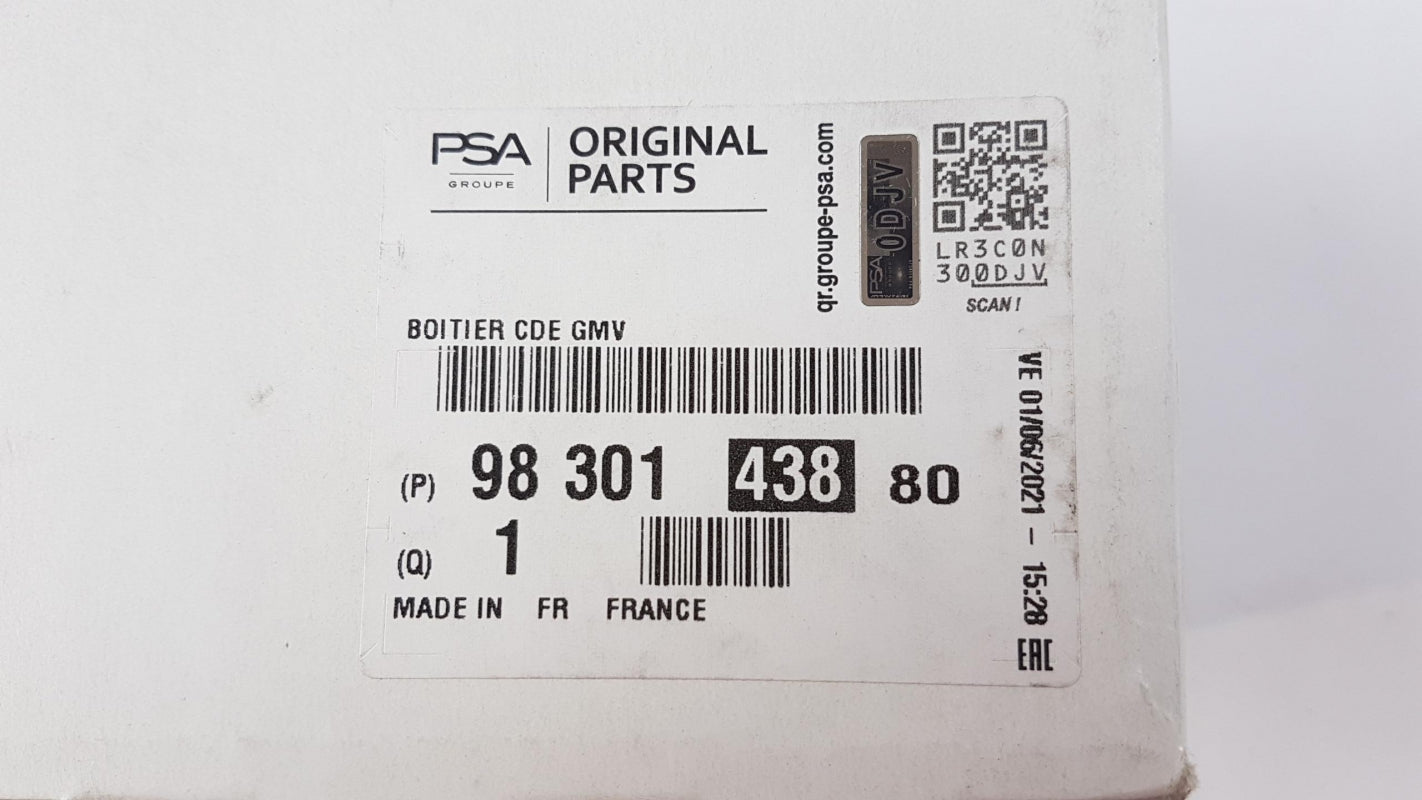 PSA
GROUPE
ORIGINAL
PARTS
qr.groupe-psa.com
PSA
0DJV
LR3C0N
300DJV
SCAN!
BOITIER CDE GMV
(P) 98 301 438 80
(Q) 1
MADE IN FR FRANCE
VE 01/06/2021 - 15:28
EAC